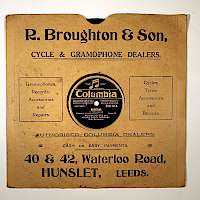 R. Broughton & Son,
CYCLE & GRAMOPHONE DEALERS.
Gramophones,
Records,
Accessories
and
Repairs
Cycles,
Tyres,
Accessories
and
Repairs
Columbia
AUTHORISED COLUMBIA DEALERS
CASH OR EASY PAYMENTS
40 & 42, Waterloo Road,
HUNSLET, LEEDS.